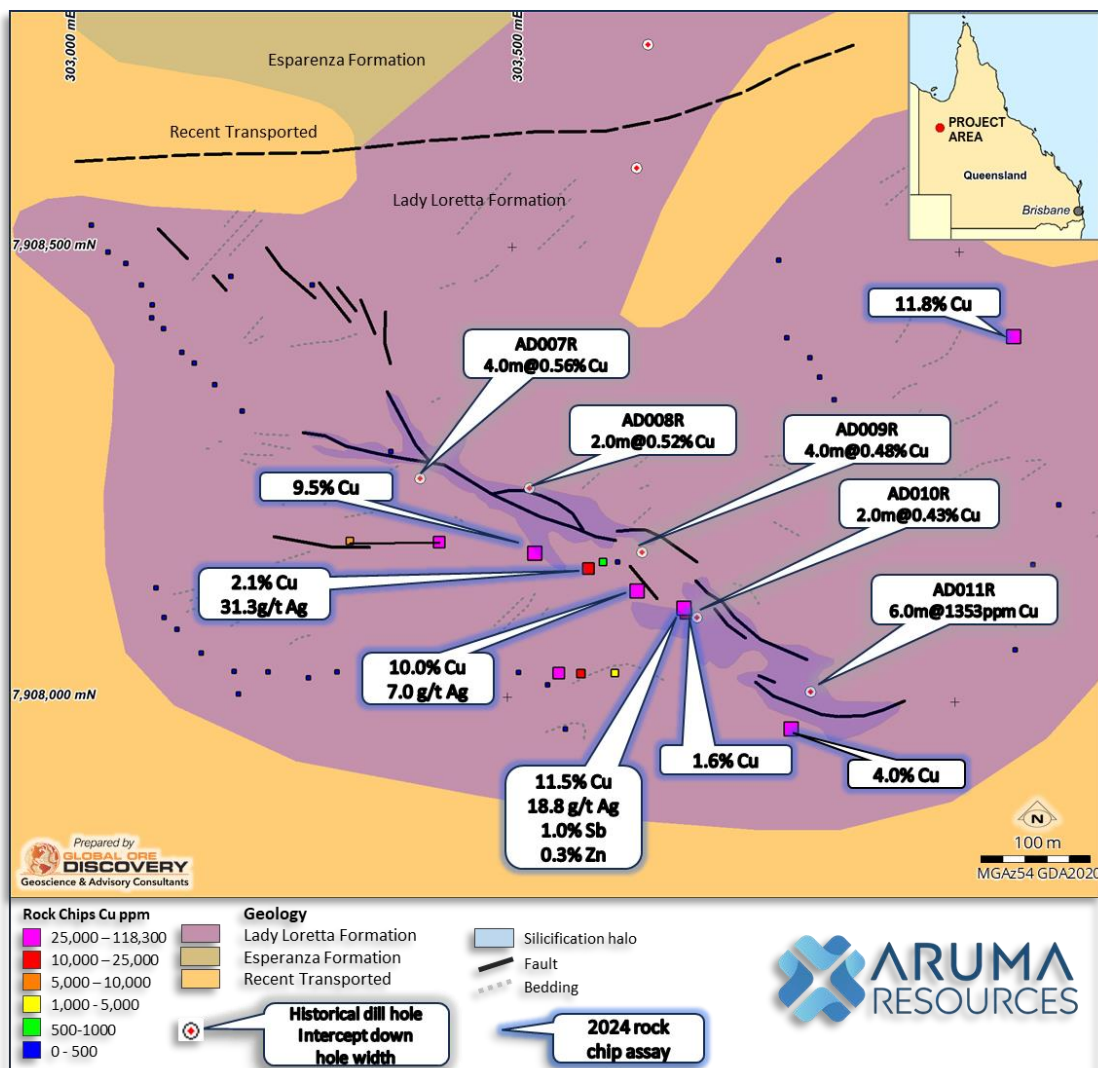 303,000 mE
303,500 mE
Esparenza Formation
Recent Transported
Lady Loretta Formation
PROJECT
AREA
Queensland
Brisbane
7,908,500 mN
11.8% Cu
AD007R
4.0m@0.56% Cu
AD008R
2.0m@0.52% Cu
AD009R
4.0m@0.48% Cu
9.5% Cu
AD010R
2.0m@0.43% Cu
2.1% Cu
31.3g/t Ag
AD011R
6.0m@1353ppm Cu
10.0% Cu
7.0 g/t Ag
7,908,000 mN
1.6% Cu
4.0% Cu
11.5% Cu
18.8 g/t Ag
1.0% Sb
0.3% Zn
N
100 m
MGAz54 GDA2020
Prepared by
GLOBAL ORE
DISCOVERY
Geoscience & Advisory Consultants
Rock Chips Cu ppm
25,000 – 118,300
10,000 – 25,000
5,000 – 10,000
1,000 - 5,000
500-1000
0 - 500
Geology
Lady Loretta Formation
Esperanza Formation
Recent Transported
Silicification halo
Fault
Bedding
Historical dill hole
Intercept down
hole width
2024 rock
chip assay
ARUMA
RESOURCES